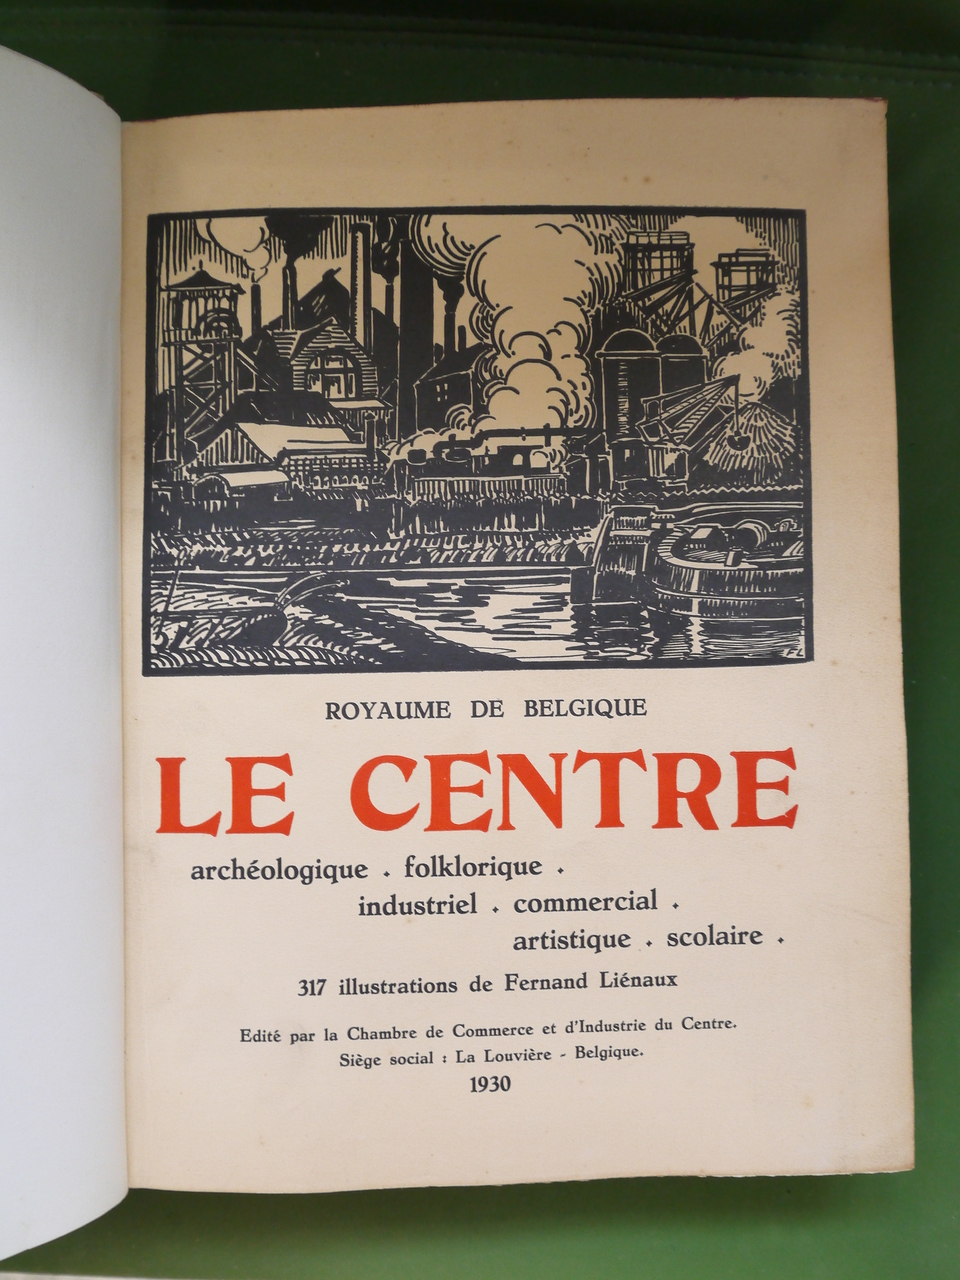 FL
ROYAUME DE BELGIQUE
LE CENTRE
archéologique . folklorique .
industriel . commercial .
artistique . scolaire .
317 illustrations de Fernand Liénaux
Edité par la Chambre de Commerce et d'Industrie du Centre.
Siège social : La Louvière - Belgique.
1930